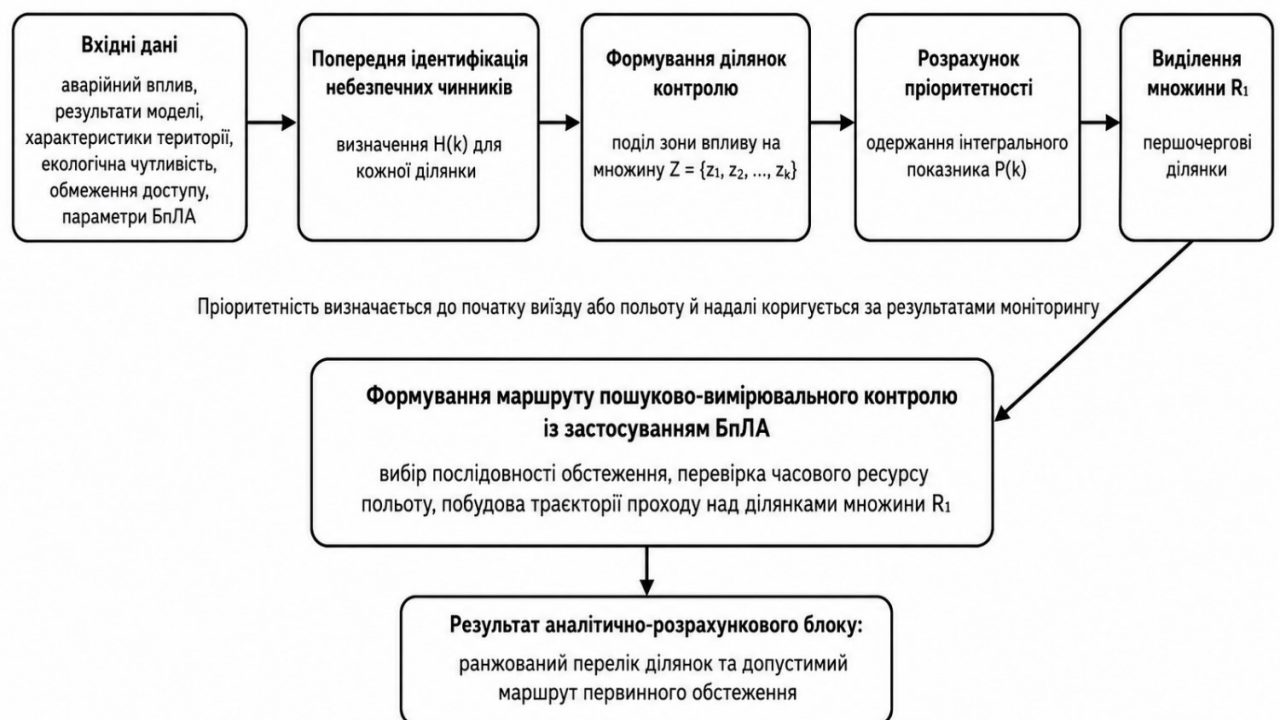 Вхідні дані
аварійний вплив,
результати моделі,
характеристики території,
екологічна чутливість,
обмеження доступу,
параметри БпЛА
Попередня ідентифікація
небезпечних чинників
визначення H(k) для
кожної ділянки
Формування ділянок
контролю
поділ зони впливу на
множину Z = {z₁, z₂, ..., zₖ}
Розрахунок
пріоритетності
одержання інтегрального
показника P(k)
Виділення
множини R₁
першочергові
ділянки
Пріоритетність визначається до початку виїзду або польоту й надалі коригується за результатами моніторингу
Формування маршруту пошуково-вимірювального контролю
із застосуванням БпЛА
вибір послідовності обстеження, перевірка часового ресурсу
польоту, побудова траєкторії проходу над ділянками множини R₁
Результат аналітично-розрахункового блоку:
ранжований перелік ділянок та допустимий
маршрут первинного обстеження